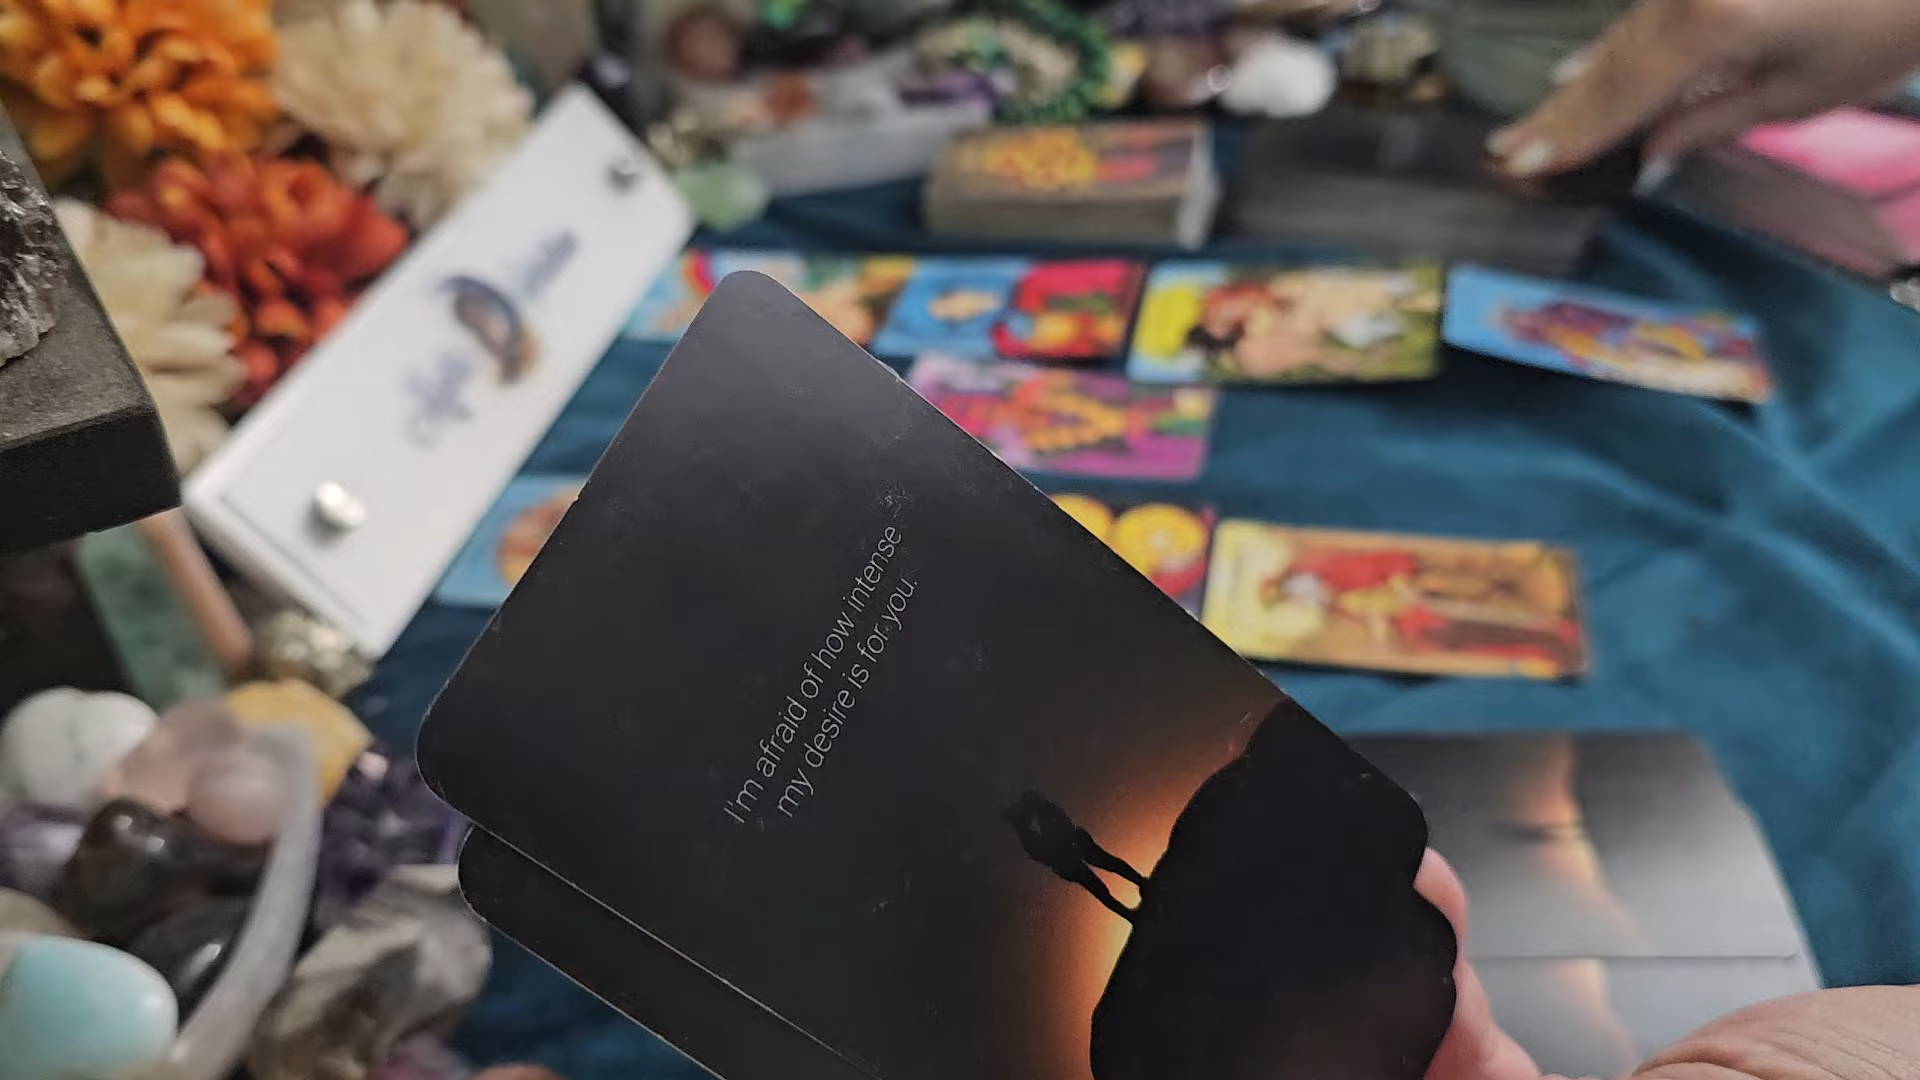 I'm afraid of how intense
my desire is for you.